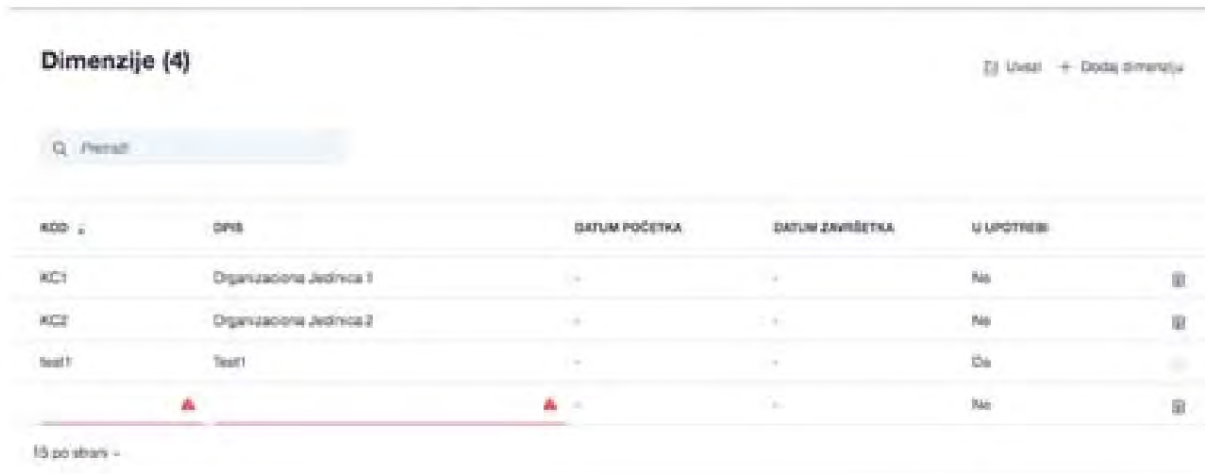 Dimenzije (4)
Uvezi + Dodaj dimenziju
Pretraži
KOD OPIS DATUM POČETKA DATUM ZAVRŠETKA U UPOTREBI
KC1 Organizaciona Jedinica 1 - - Ne
KC2 Organizaciona Jedinica 2 - - Ne
test1 Test1 - - Da
- - Ne
15 po strani